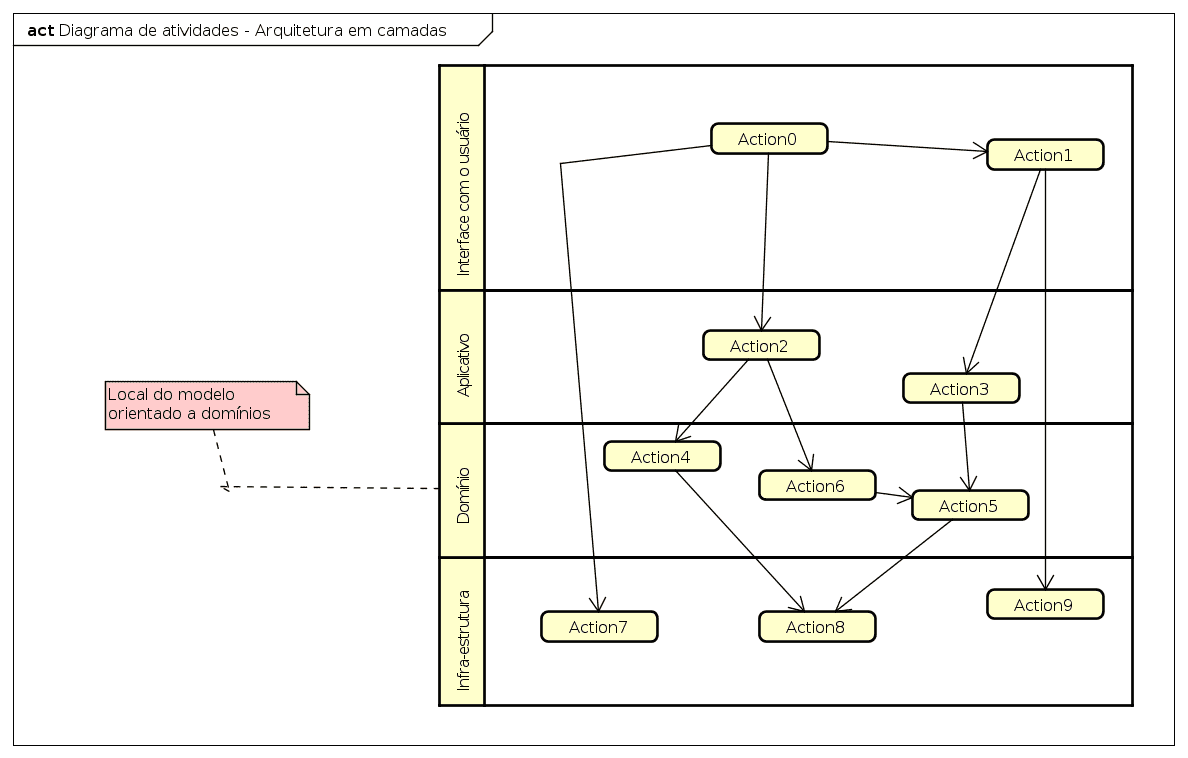 act Diagrama de atividades - Arquitetura em camadas
Interface com o usuário
Action0
Action1
Aplicativo
Action2
Action3
Local do modelo
orientado a domínios
Domínio
Action4
Action6
Action5
Infra-estrutura
Action7
Action8
Action9